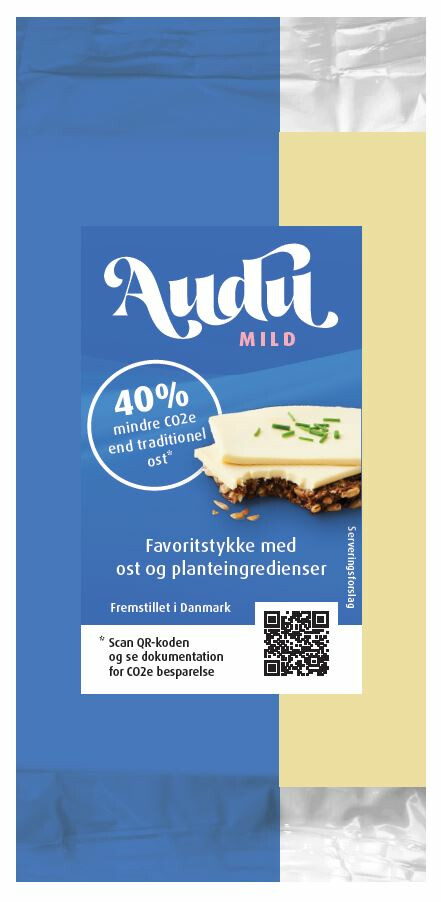 Audu
MILD
40%
mindre CO2e
end traditionel
ost*
Favoritstykke med
ost og planteingredienser
Serveringsforslag
Fremstillet i Danmark
* Scan QR-koden
og se dokumentation
for CO2e besparelse